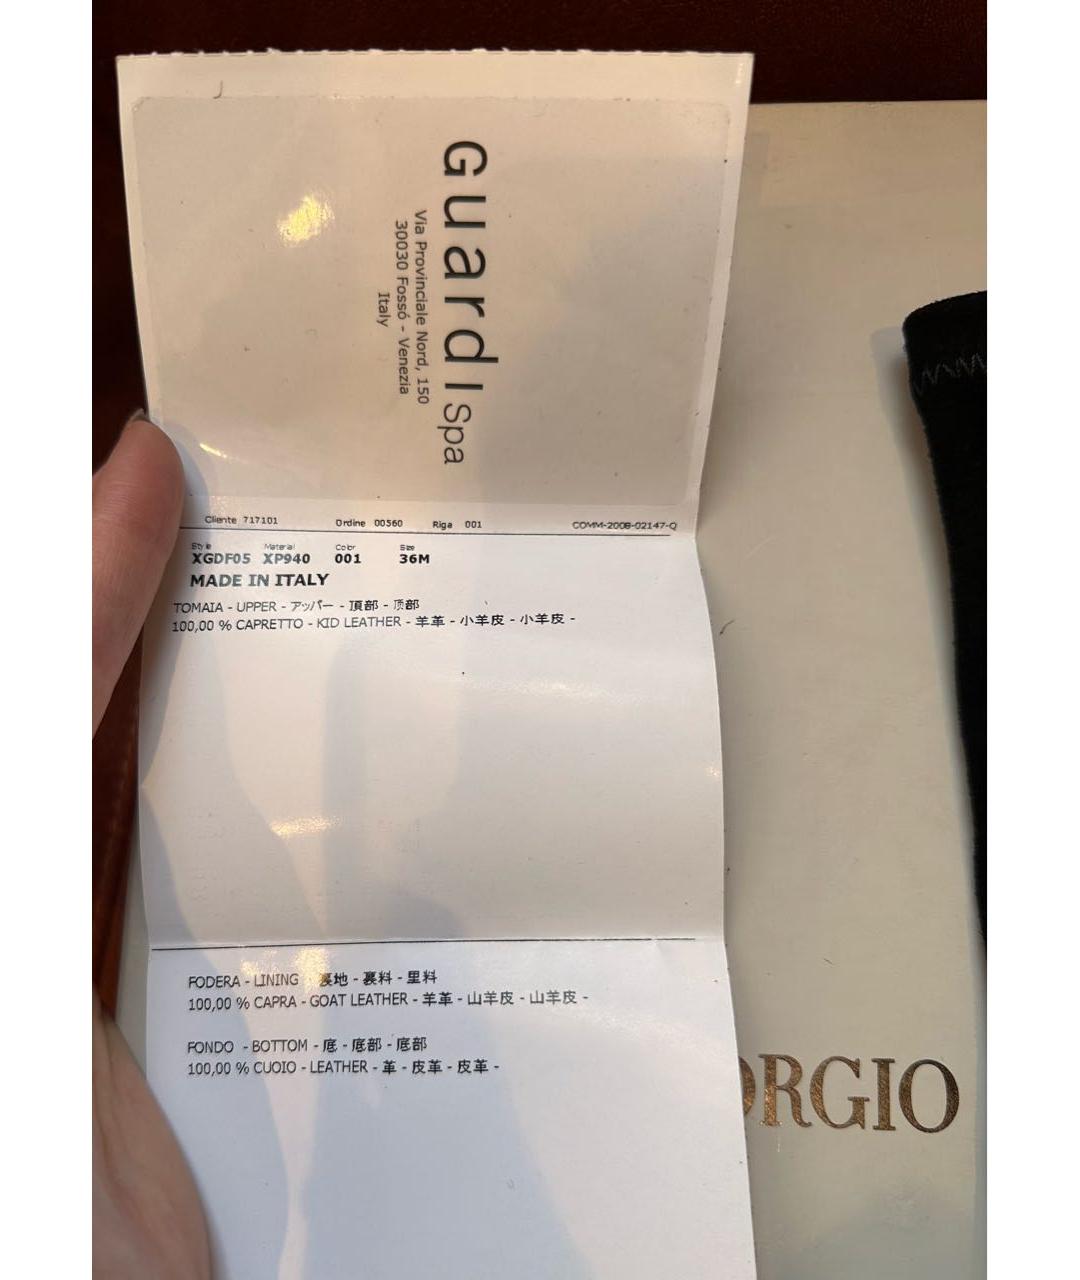 Guardi Spa
Via Provinciale Nord, 150
30030 Fossó - Venezia
Italy
Cliente 717101 Ordine 00560 Riga 001 COMM-2008-02147-Q
Style Material Color Size
XGDF05 XP940 001 36M
MADE IN ITALY
TOMAIA - UPPER - アッパー - 頂部 - 顶部
100,00 % CAPRETTO - KID LEATHER - 羊革 - 小羊皮 - 小羊皮 -
FODERA - LINING - 裏地 - 裏料 - 里料
100,00 % CAPRA - GOAT LEATHER - 羊革 - 山羊皮 - 山羊皮 -
FONDO - BOTTOM - 底 - 底部 - 底部
100,00 % CUOIO - LEATHER - 革 - 皮革 - 皮革 -
ORGIO